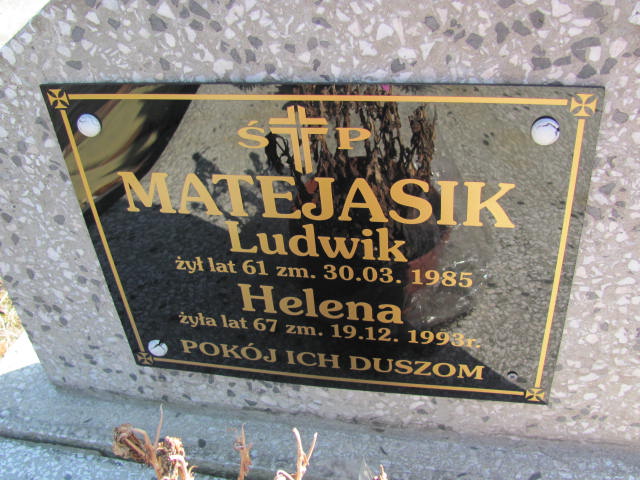 Ś P
MATEJASIK
Ludwik
żył lat 61 zm. 30.03. 1985
Helena
żyła lat 67 zm. 19.12. 1993r.
POKÓJ ICH DUSZOM